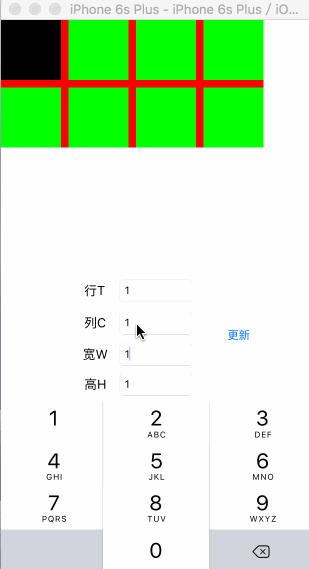 iPhone 6s Plus - iPhone 6s Plus / iO...
行T 1
列C 1
更新
宽W 1
高H 1
1 2 3
ABC DEF
4 5 6
GHI JKL MNO
7 8 9
PQRS TUV WXYZ
0